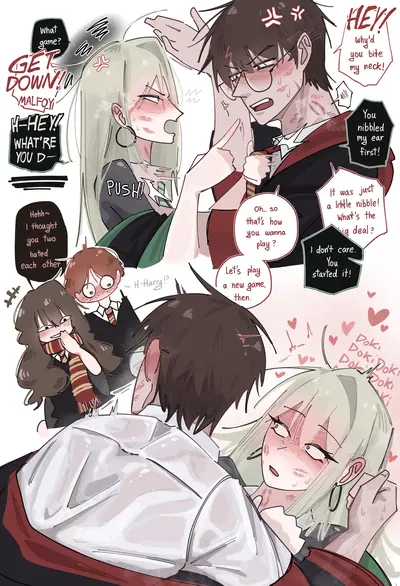 HEY!!
why'd
you bite
my neck!
You
nibbled
my ear
first!
It was just
a little nibble!
What's the
big deal?
I don't care.
You
started it!
Oh, so
that's how
you wanna
play?
Let's play
a new game,
then.
What
game?
GET
DOWN!
MALFOY!
H-HEY!!
WHAT'RE
YOU D-
PUSH!
Hehh~
I thought
you two
hated
each other
H-Harry!?
DOKI
DOKI DOKI
DOKI
DOKI